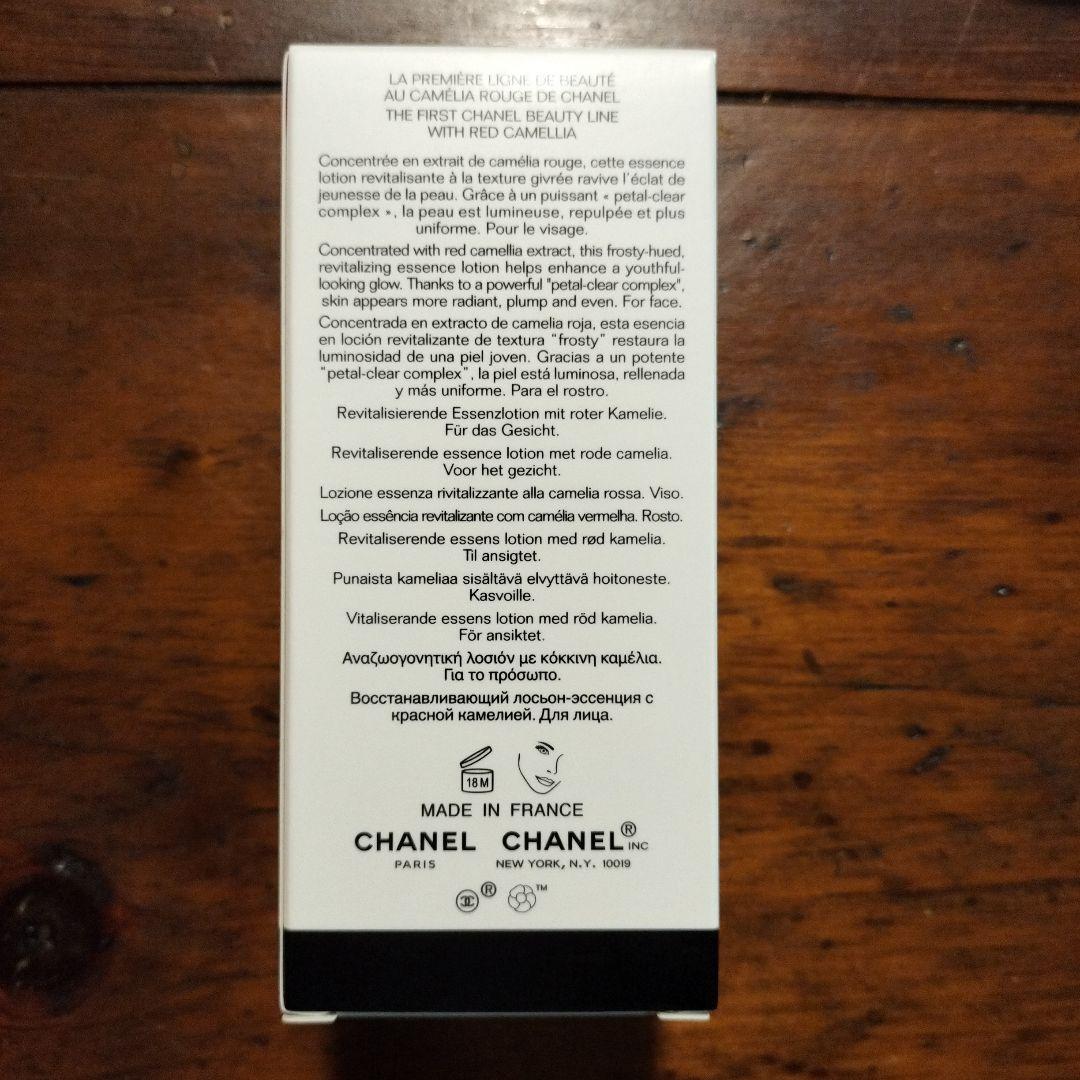 LA PREMIÈRE LIGNE DE BEAUTÉ
AU CAMÉLIA ROUGE DE CHANEL
THE FIRST CHANEL BEAUTY LINE
WITH RED CAMELLIA
Concentrée en extrait de camélia rouge, cette essence
lotion revitalisante à la texture givrée ravive l'éclat de
jeunesse de la peau. Grâce à un puissant « petal-clear
complex », la peau est lumineuse, repulpée et plus
uniforme. Pour le visage.
Concentrated with red camellia extract, this frosty-hued,
revitalizing essence lotion helps enhance a youthful-
looking glow. Thanks to a powerful "petal-clear complex",
skin appears more radiant, plump and even. For face.
Concentrada en extracto de camelia roja, esta esencia
en loción revitalizante de textura "frosty" restaura la
luminosidad de una piel joven. Gracias a un potente
"petal-clear complex", la piel está luminosa, rellenada
y más uniforme. Para el rostro.
Revitalisierende Essenzlotion mit roter Kamelie.
Für das Gesicht.
Revitaliserende essence lotion met rode camelia.
Voor het gezicht.
Lozione essenza rivitalizzante alla camelia rossa. Viso.
Loção essência revitalizante com camélia vermelha. Rosto.
Revitaliserende essens lotion med rød kamelia.
Til ansigtet.
Punaista kameliaa sisältävä elvyttävä hoitoneste.
Kasvoille.
Vitaliserande essens lotion med röd kamelia.
För ansiktet.
Αναζωογονητική λοσιόν με κόκκινη καμέλια.
Για το πρόσωπο.
Восстанавливающий лосьон-эссенция с
красной камелией. Для лица.
18 M
MADE IN FRANCE
CHANEL CHANEL® INC
PARIS NEW YORK, N.Y. 10019
® ™